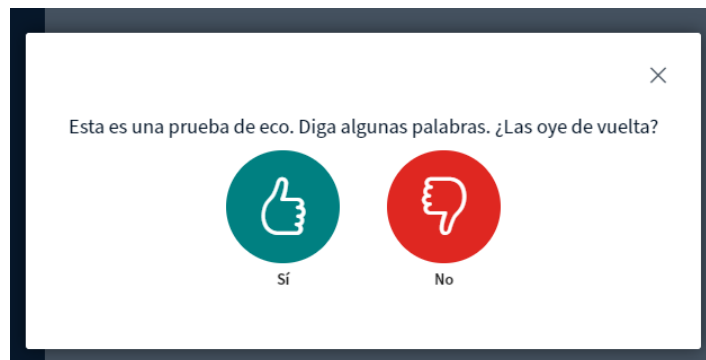 Esta es una prueba de eco. Diga algunas palabras. ¿Las oye de vuelta?
Sí
No